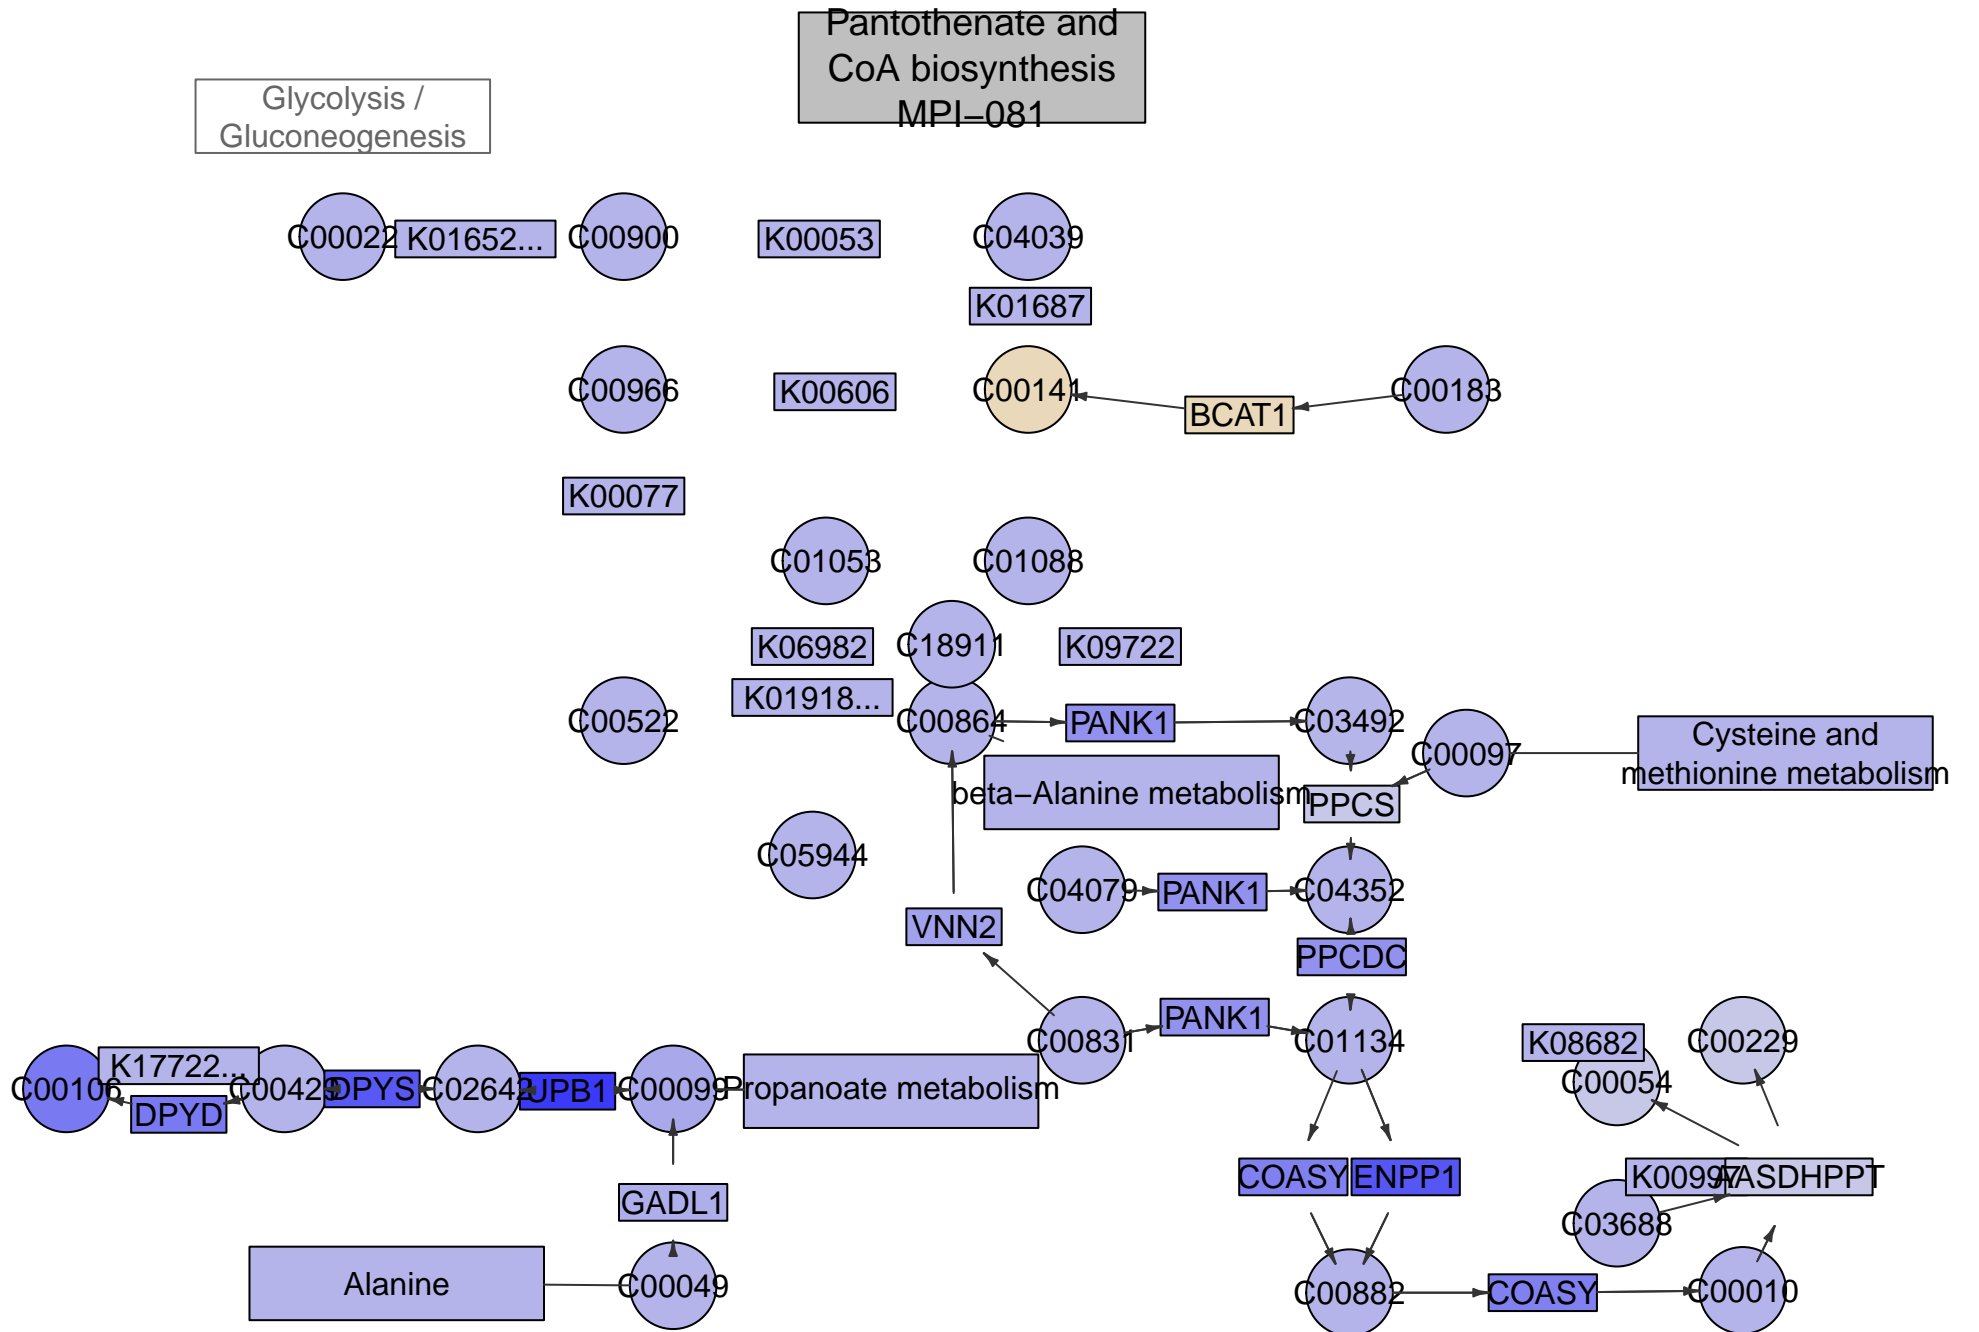 Pantothenate and
CoA biosynthesis
MPI−081
Glycolysis /
Gluconeogenesis
C00022
K01652...
C00900
K00053
C04039
K01687
C00966
K00606
C00141
BCAT1
C00183
K00077
C01053
C01088
K06982
C18911
K09722
K01918...
C00522
C00864
PANK1
C03492
C00097
Cysteine and
methionine metabolism
beta−Alanine metabolism
PPCS
C05944
C04079
PANK1
C04352
VNN2
PPCDC
C00831
PANK1
C01134
K08682
C00229
C00054
C00106
K17722...
DPYD
C00429
DPYS
C02642
UPB1
C00099
Propanoate metabolism
COASY
ENPP1
K00997
AASDHPPT
GADL1
C03688
Alanine
C00049
C00882
COASY
C00010